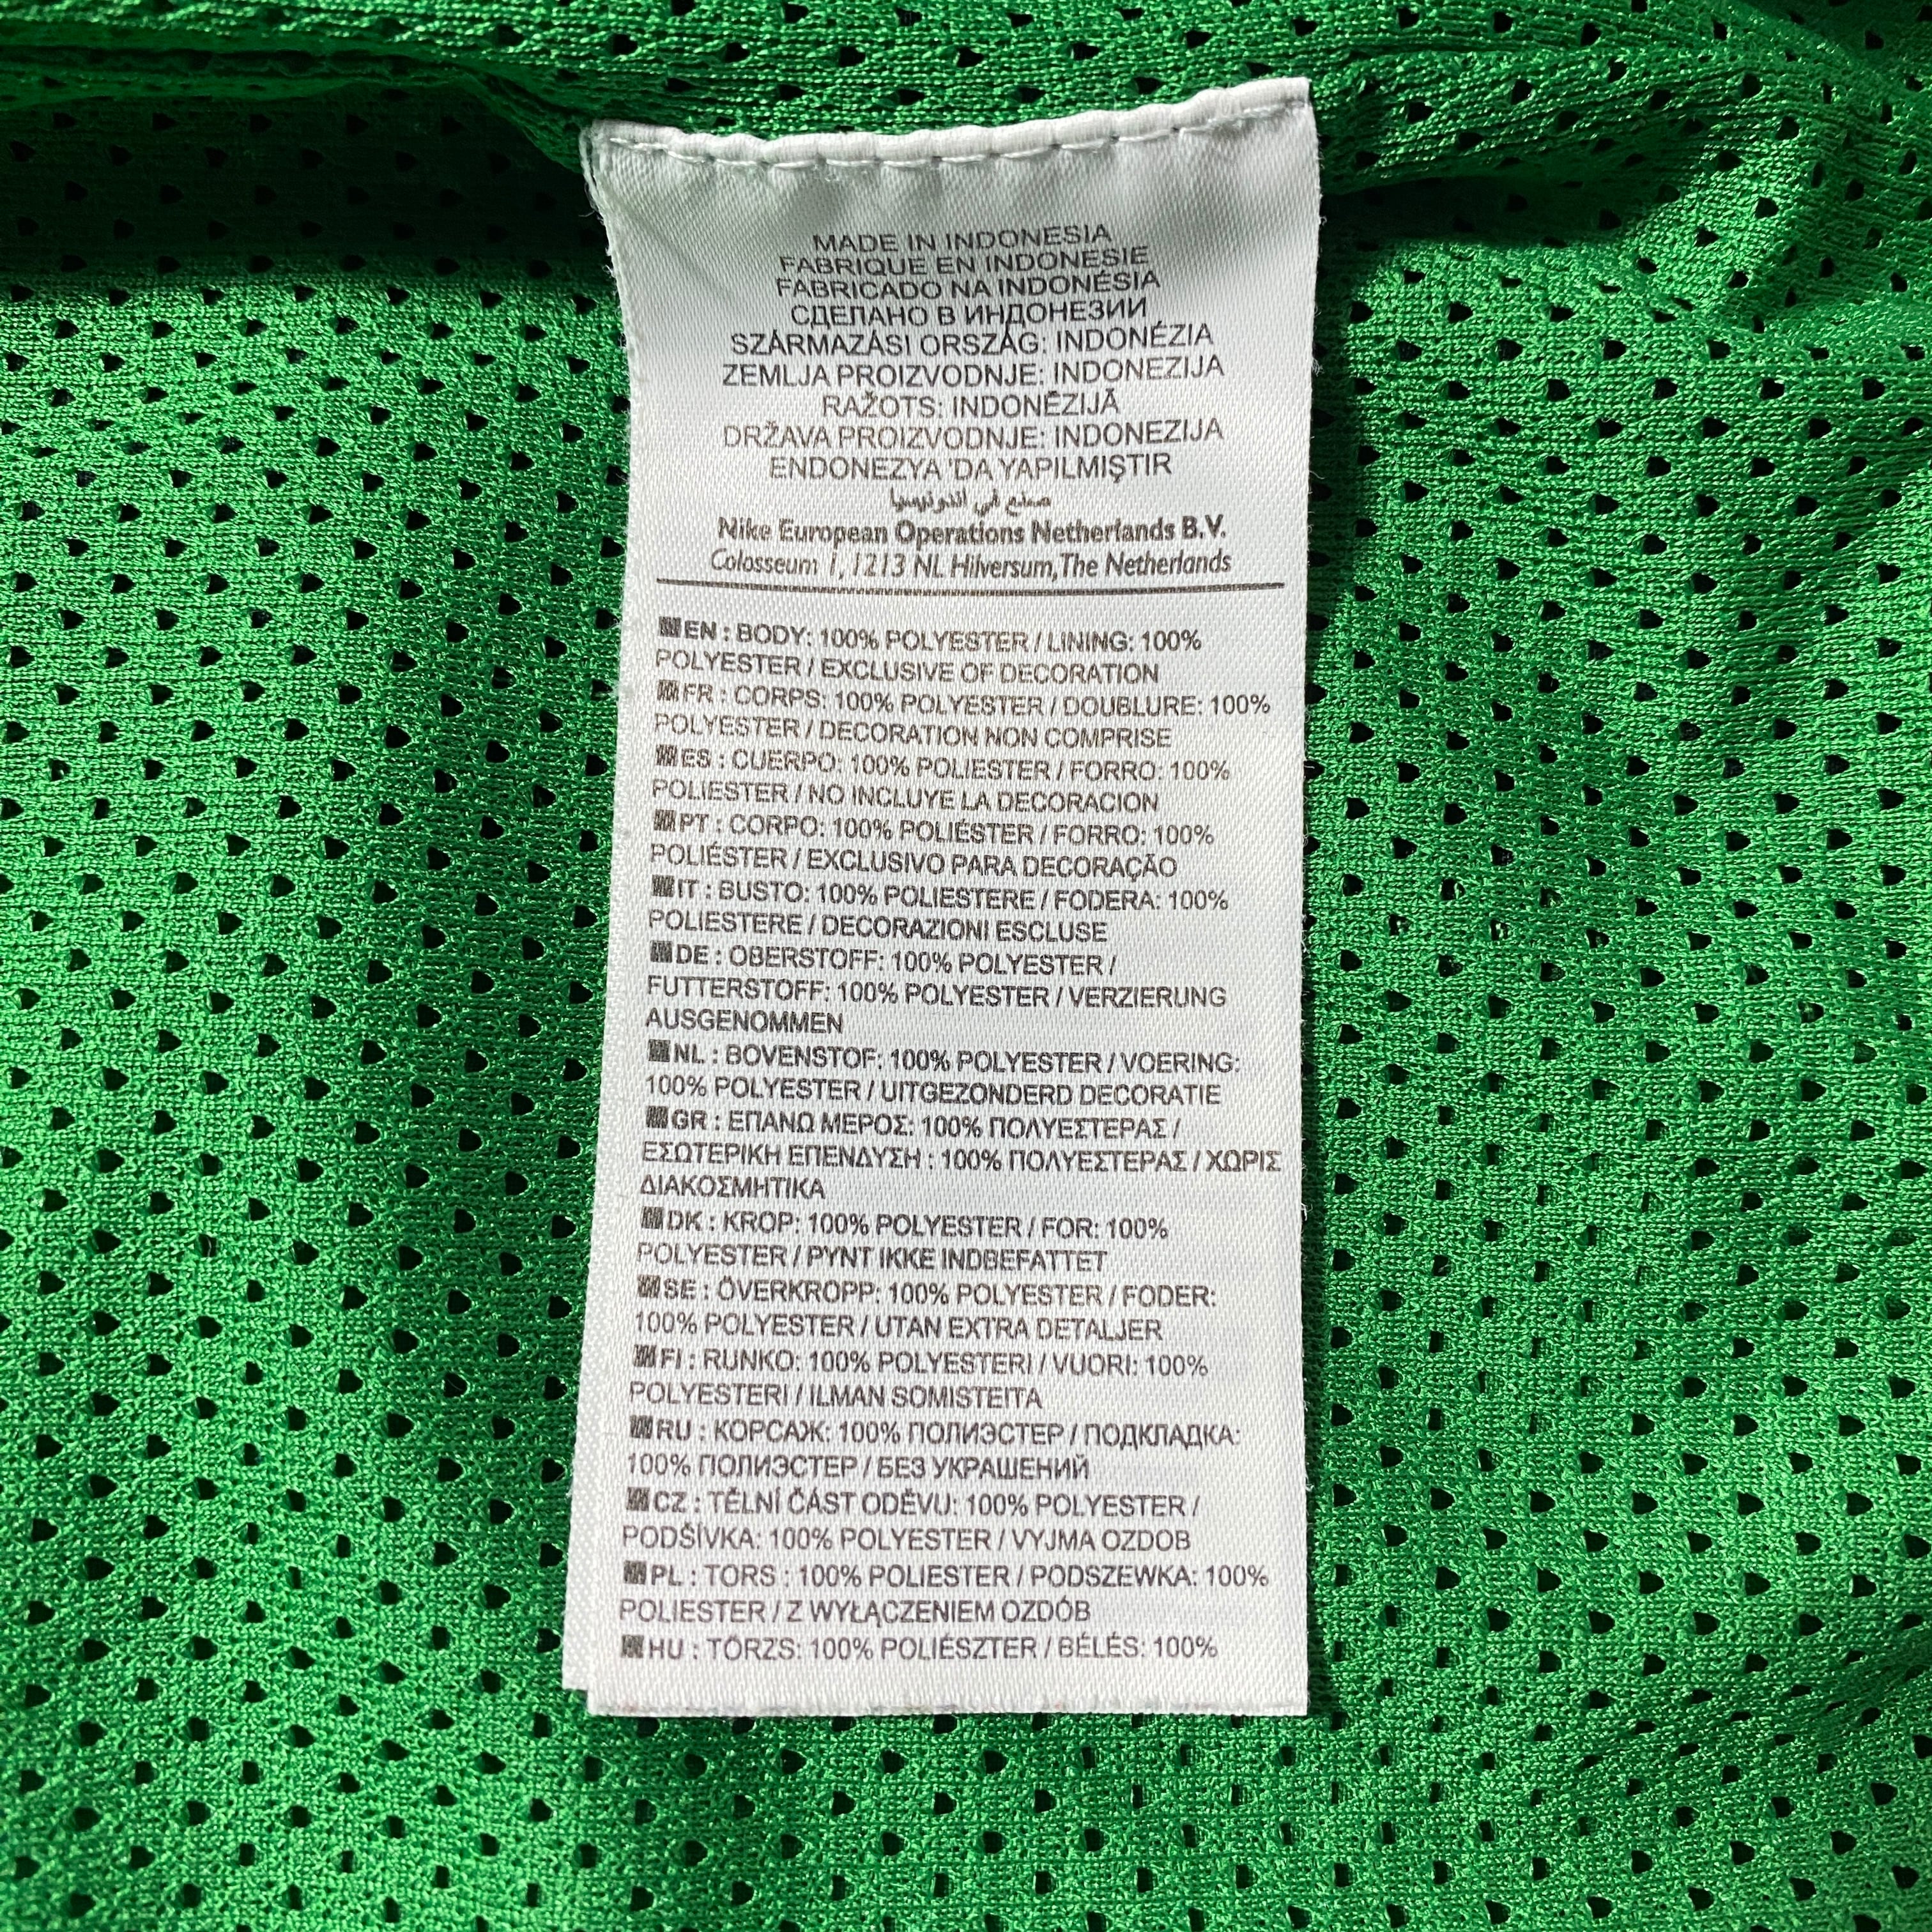 MADE IN INDONESIA
FABRIQUE EN INDONESIE
FABRICADO NA INDONÉSIA
СДЕЛАНО В ИНДОНЕЗИИ
SZÁRMAZÁSI ORSZÁG: INDONÉZIA
ZEMLJA PROIZVODNJE: INDONEZIJA
RAŽOTS: INDONĒZIJĀ
DRŽAVA PROIZVODNJE: INDONEZIJA
ENDONEZYA 'DA YAPILMIŞTIR
صنع في اندونيسيا
Nike European Operations Netherlands B.V.
Colosseum 1, 1213 NL Hilversum, The Netherlands
EN : BODY: 100% POLYESTER / LINING: 100%
POLYESTER / EXCLUSIVE OF DECORATION
FR : CORPS: 100% POLYESTER / DOUBLURE: 100%
POLYESTER / DECORATION NON COMPRISE
ES : CUERPO: 100% POLIESTER / FORRO: 100%
POLIESTER / NO INCLUYE LA DECORACION
PT : CORPO: 100% POLIÉSTER / FORRO: 100%
POLIÉSTER / EXCLUSIVO PARA DECORAÇÃO
IT : BUSTO: 100% POLIESTERE / FODERA: 100%
POLIESTERE / DECORAZIONI ESCLUSE
DE : OBERSTOFF: 100% POLYESTER /
FUTTERSTOFF: 100% POLYESTER / VERZIERUNG
AUSGENOMMEN
NL : BOVENSTOF: 100% POLYESTER / VOERING:
100% POLYESTER / UITGEZONDERD DECORATIE
GR : ΕΠΑΝΩ ΜΕΡΟΣ: 100% ΠΟΛΥΕΣΤΕΡΑΣ /
ΕΣΩΤΕΡΙΚΗ ΕΠΕΝΔΥΣΗ : 100% ΠΟΛΥΕΣΤΕΡΑΣ / ΧΩΡΙΣ
ΔΙΑΚΟΣΜΗΤΙΚΑ
DK : KROP: 100% POLYESTER / FOR: 100%
POLYESTER / PYNT IKKE INDBEFATTET
SE : ÖVERKROPP: 100% POLYESTER / FODER:
100% POLYESTER / UTAN EXTRA DETALJER
FI : RUNKO: 100% POLYESTERI / VUORI: 100%
POLYESTERI / ILMAN SOMISTEITA
RU : КОРСАЖ: 100% ПОЛИЭСТЕР / ПОДКЛАДКА:
100% ПОЛИЭСТЕР / БЕЗ УКРАШЕНИЙ
CZ : TĚLNÍ ČÁST ODĚVU: 100% POLYESTER /
PODŠÍVKA: 100% POLYESTER / VYJMA OZDOB
PL : TORS : 100% POLIESTER / PODSZEWKA: 100%
POLIESTER / Z WYŁĄCZENIEM OZDÓB
HU : TÖRZS: 100% POLIÉSZTER / BÉLÉS: 100%